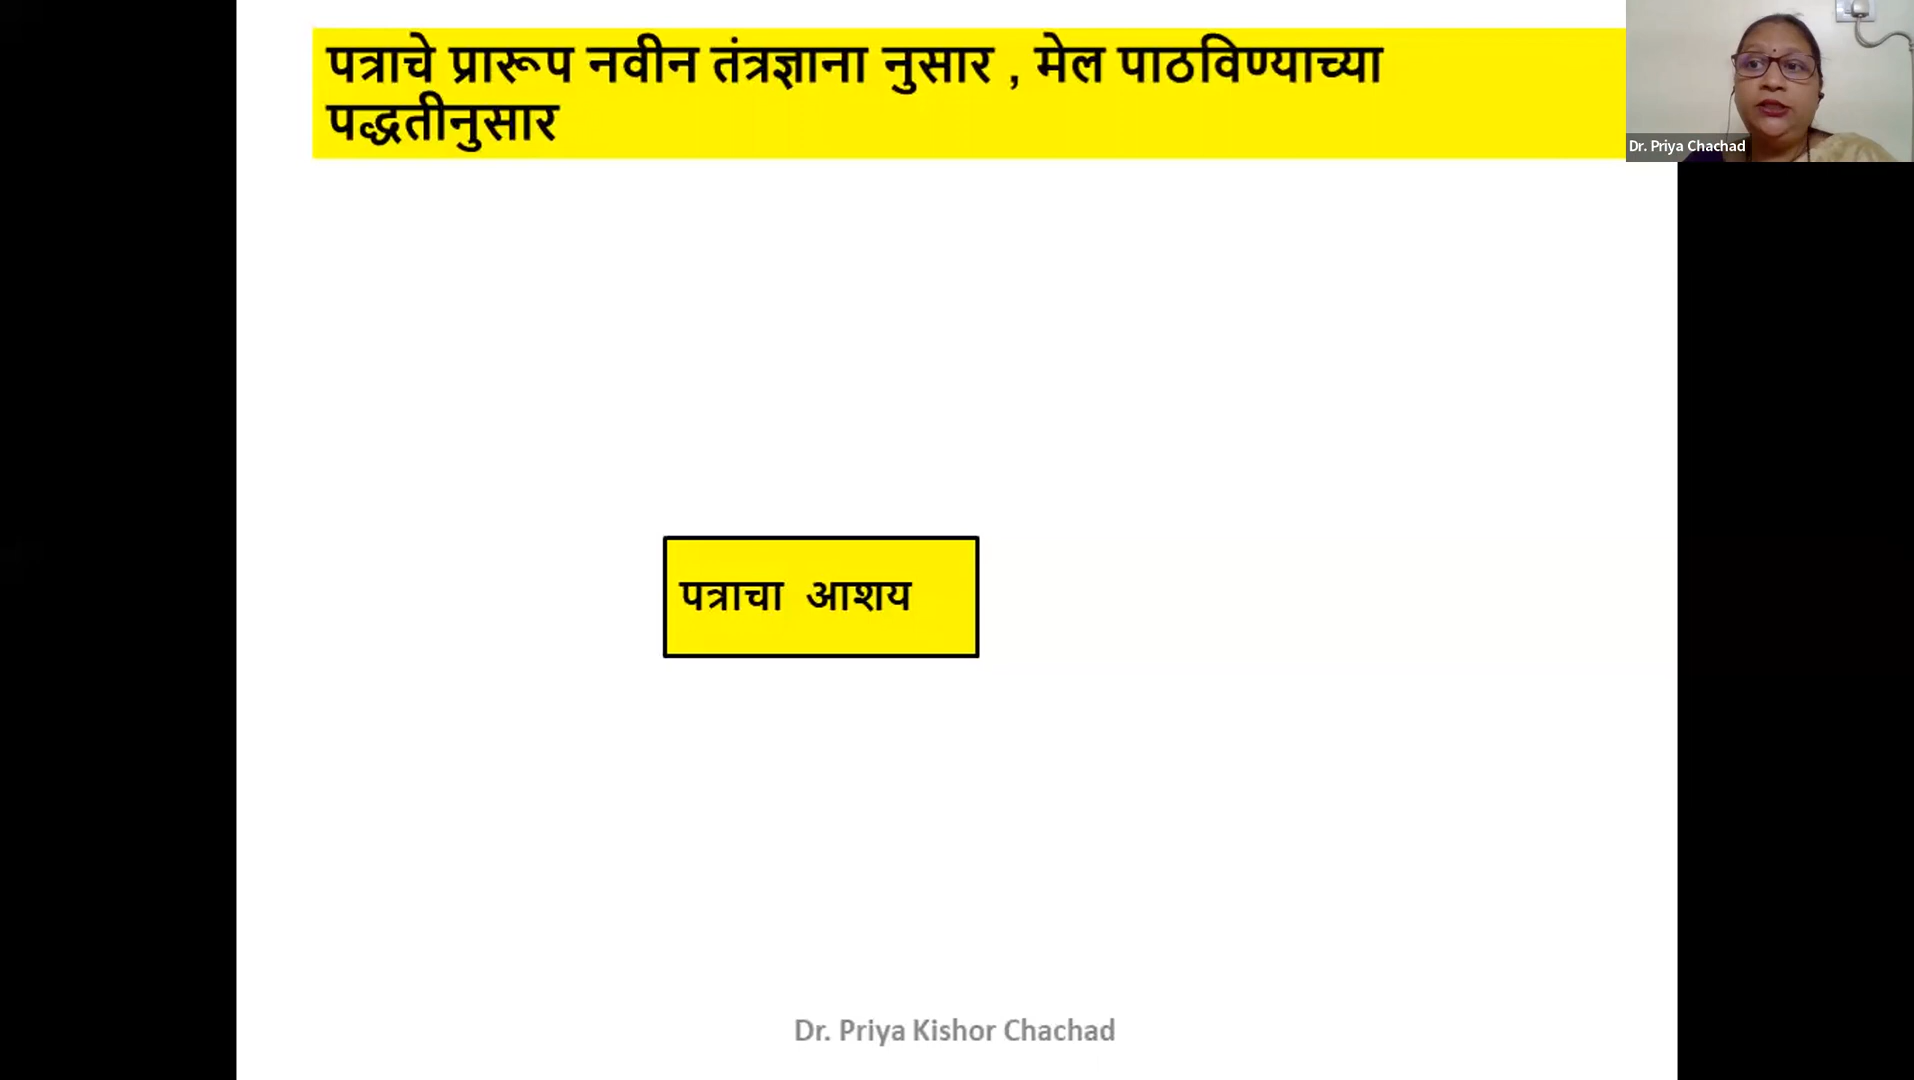 पत्राचे प्रारूप नवीन तंत्रज्ञाना नुसार , मेल पाठविण्याच्या
पद्धतीनुसार
Dr. Priya Chachad
पत्राचा आशय
Dr. Priya Kishor Chachad